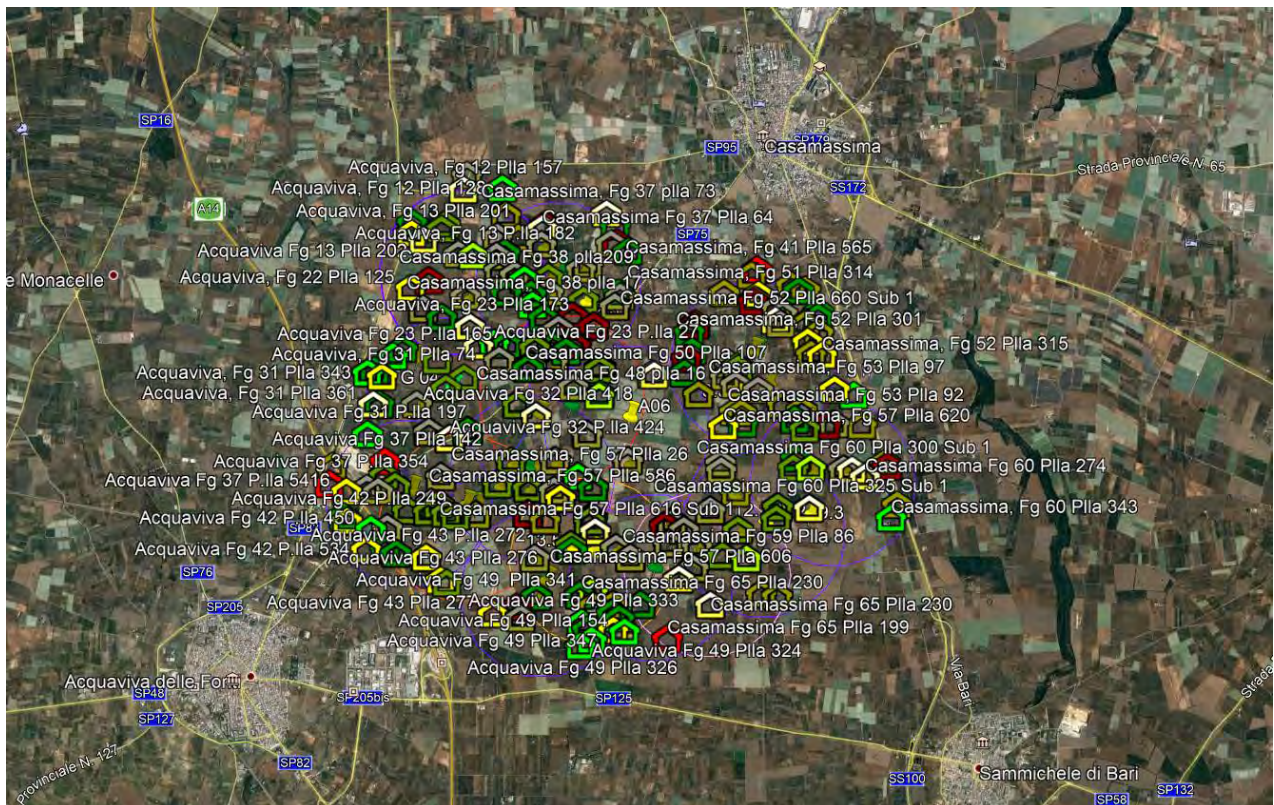 SP16
SP95
SP179
Casamassima
Strada Provinciale N. 65
SS172
Acquaviva, Fg 12 Plla 157
Acquaviva, Fg 12 Plla 128
Casamassima, Fg 37 plla 73
A14
Acquaviva, Fg 13 Plla 201
Casamassima Fg 37 Plla 64
Acquaviva, Fg 13 P.lla 182
SP75
Acquaviva Fg 13 Plla 202
Casamassima Fg 38 plla209
Casamassima, Fg 41 Plla 565
e Monacelle
Acquaviva, Fg 22 Plla 125
Casamassima, Fg 38 plla 17
Casamassima, Fg 51 Plla 314
Acquaviva, Fg 23 Plla 173
Casamassima Fg 52 Plla 660 Sub 1
Casamassima, Fg 52 Plla 301
Acquaviva Fg 23 P.lla 165
Acquaviva Fg 23 P.lla 27
Casamassima, Fg 52 Plla 315
Acquaviva, Fg 31 Plla 74
Casamassima Fg 50 Plla 107
Acquaviva, Fg 31 Plla 343
G 04
Casamassima Fg 48 plla 16
Casamassima, Fg 53 Plla 97
Acquaviva, Fg 31 Plla 361
Acquaviva Fg 32 Plla 418
Casamassima, Fg 53 Plla 92
Acquaviva Fg 31 P.lla 197
A06
Casamassima, Fg 57 Plla 620
Acquaviva Fg 32 P.lla 424
Acquaviva Fg 37 Plla 142
Casamassima, Fg 57 Plla 26
Casamassima Fg 60 Plla 300 Sub 1
Acquaviva Fg 37 P.lla 354
Casamassima Fg 60 Plla 274
Acquaviva Fg 37 P.lla 5416
Casamassima, Fg 57 Plla 586
Casamassima Fg 60 Plla 325 Sub 1
Acquaviva Fg 42 P.lla 249
Casamassima Fg 57 Plla 616 Sub 1
9.3
Casamassima, Fg 60 Plla 343
Acquaviva Fg 42 P.lla 450
Acquaviva Fg 43 P.lla 272
Casamassima Fg 59 Plla 86
Acquaviva Fg 42 P.lla 534
Acquaviva Fg 43 Plla 276
Casamassima Fg 57 Plla 606
SP76
Acquaviva, Fg 49 Plla 341
Casamassima Fg 65 Plla 230
SP205
Acquaviva Fg 43 Plla 27
Acquaviva Fg 49 Plla 333
Casamassima Fg 65 Plla 230
Acquaviva Fg 49 Plla 154
Casamassima Fg 65 Plla 199
Acquaviva Fg 49 Plla 347
Acquaviva Fg 49 Plla 324
Acquaviva Fg 49 Plla 326
Via Bari
Acquaviva delle Fonti
SP48
SP205bis
SP125
SP127
SP82
Provinciale N. 127
SS100
Sammichele di Bari
SP132
SP58